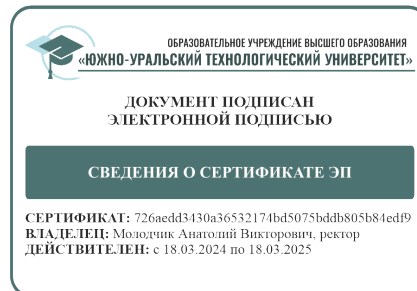 ОБРАЗОВАТЕЛЬНОЕ УЧРЕЖДЕНИЕ ВЫСШЕГО ОБРАЗОВАНИЯ
«ЮЖНО-УРАЛЬСКИЙ ТЕХНОЛОГИЧЕСКИЙ УНИВЕРСИТЕТ»
ДОКУМЕНТ ПОДПИСАН
ЭЛЕКТРОННОЙ ПОДПИСЬЮ
СВЕДЕНИЯ О СЕРТИФИКАТЕ ЭП
СЕРТИФИКАТ: 726aedd3430a36532174bd5075bddb805b84edf9
ВЛАДЕЛЕЦ: Молодчик Анатолий Викторович, ректор
ДЕЙСТВИТЕЛЕН: с 18.03.2024 по 18.03.2025